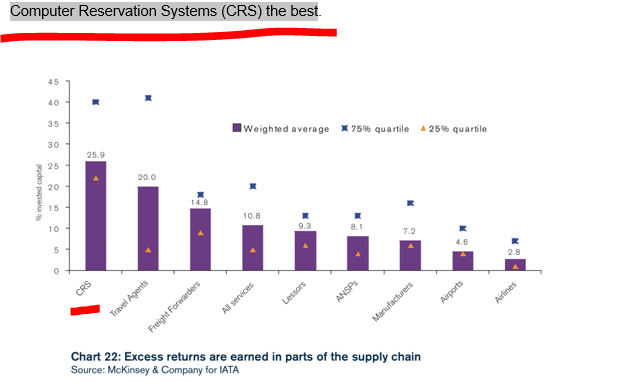 Computer Reservation Systems (CRS) the best.
45
40
35
30
25
20
15
10
5
0
% invested capital
Weighted average 75% quartile 25% quartile
25.9
20.0
14.8
10.8
9.3
8.1
7.2
4.6
2.8
CRS
Travel Agents
Freight Forwarders
All services
Lessors
ANSPs
Manufacturers
Airports
Airlines
Chart 22: Excess returns are earned in parts of the supply chain
Source: McKinsey & Company for IATA